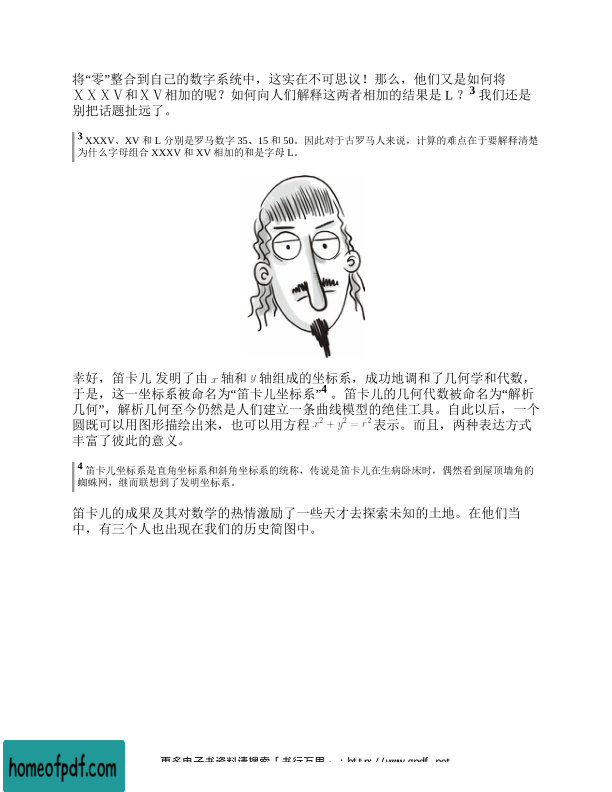 将“零”整合到自己的数字系统中，这实在不可思议！那么，他们又是如何将
ＸＸＸＶ和ＸＶ相加的呢？如何向人们解释这两者相加的结果是 L ？3 我们还是
别把话题扯远了。
3 XXXV、XV 和 L 分别是罗马数字 35、15 和 50。因此对于古罗马人来说，计算的难点在于要解释清楚
为什么字母组合 XXXV 和 XV 相加的和是字母 L。
幸好，笛卡儿 发明了由 x 轴和 y 轴组成的坐标系，成功地调和了几何学和代数，
于是，这一坐标系被命名为“笛卡儿坐标系”4 。笛卡儿的几何代数被命名为“解析
几何”，解析几何至今仍然是人们建立一条曲线模型的绝佳工具。自此以后，一个
圆既可以用图形描绘出来，也可以用方程 x² + y² = r² 表示。而且，两种表达方式
丰富了彼此的意义。
4 笛卡儿坐标系是直角坐标系和斜角坐标系的统称，传说是笛卡儿在生病卧床时，偶然看到屋顶墙角的
蜘蛛网，继而联想到了发明坐标系。
笛卡儿的成果及其对数学的热情激励了一些天才去探索未知的土地。在他们当
中，有三个人也出现在我们的历史简图中。
homeofpdf.com